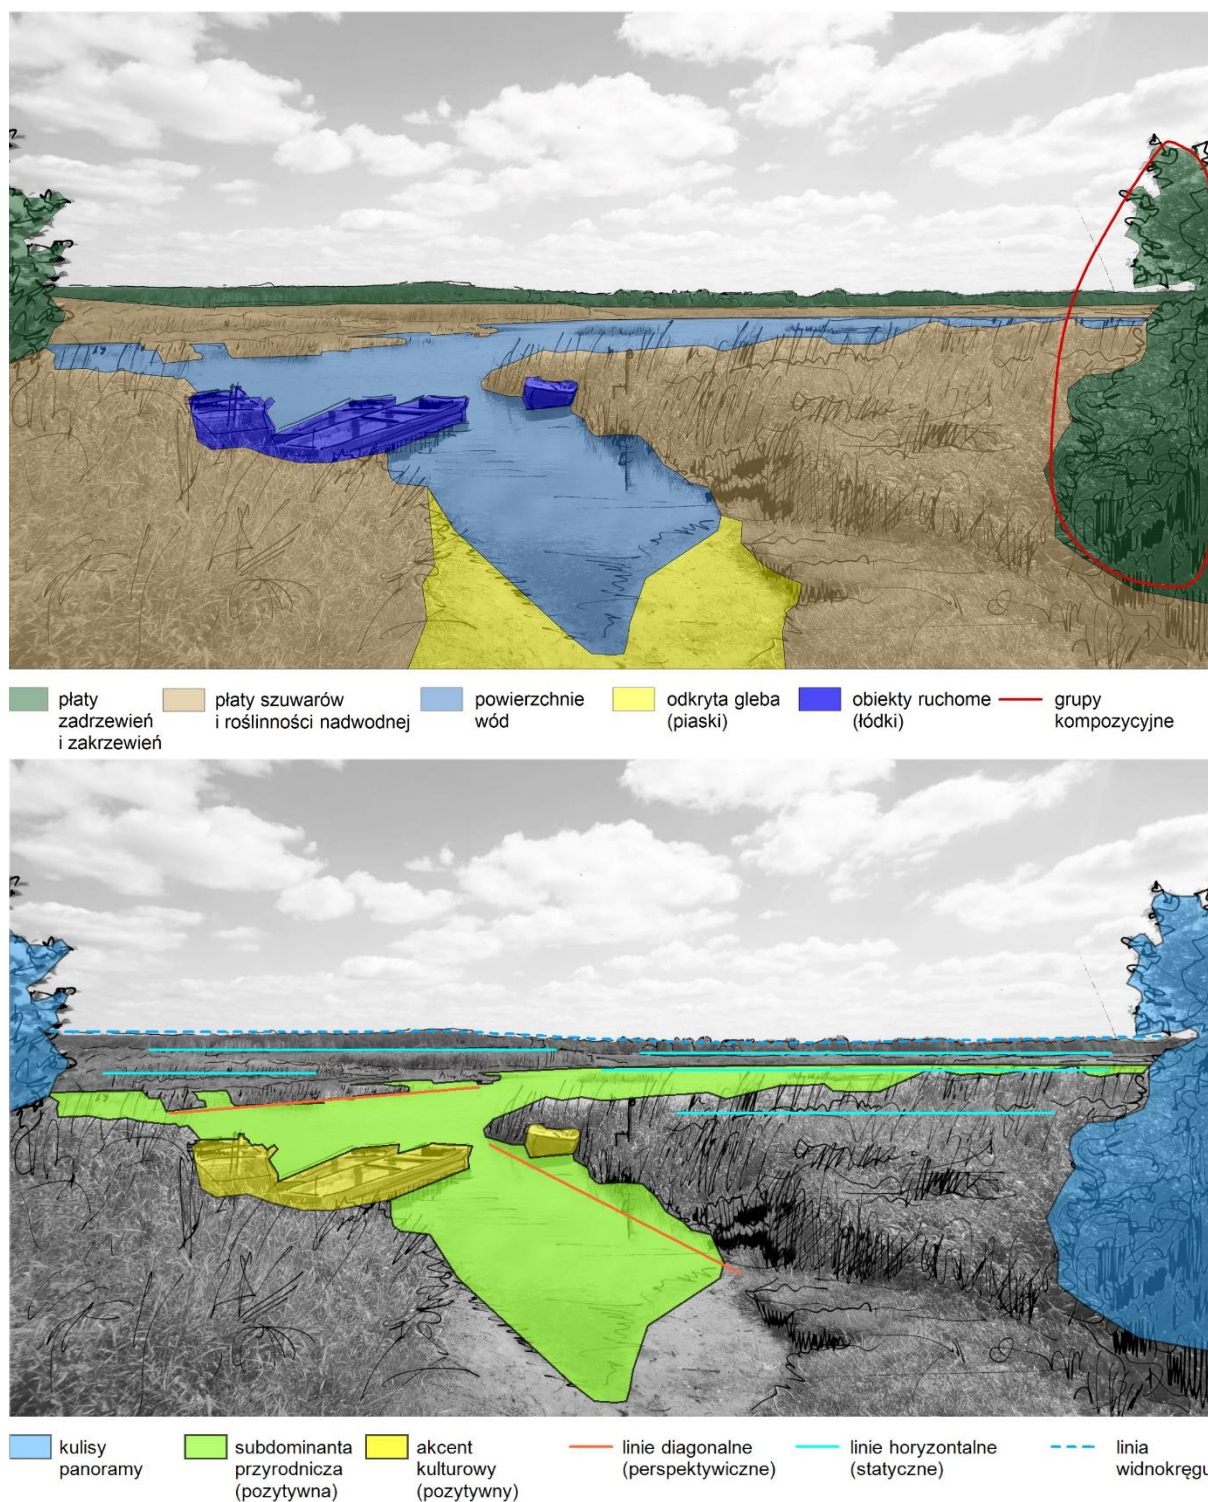 płaty
zadrzewień
i zakrzewień
płaty szuwarów
i roślinności nadwodnej
powierzchnie
wód
odkryta gleba
(piaski)
obiekty ruchome
(łódki)
grupy
kompozycyjne
kulisy
panoramy
subdominanta
przyrodnicza
(pozytywna)
akcent
kulturowy
(pozytywny)
linie diagonalne
(perspektywiczne)
linie horyzontalne
(statyczne)
linia
widnokręgu